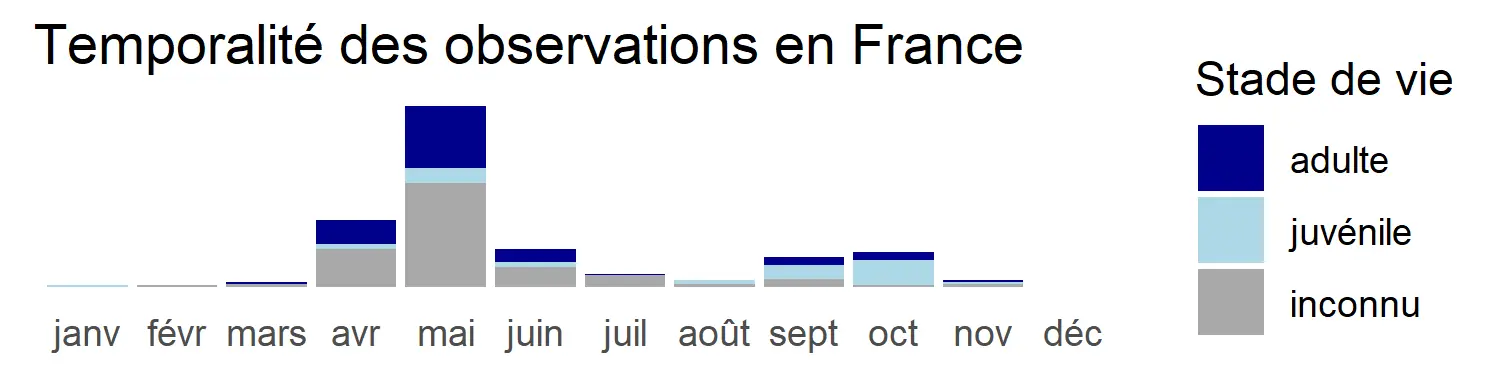 Temporalité des observations en France
Stade de vie
adulte
juvénile
inconnu
janv févr mars avr mai juin juil août sept oct nov déc